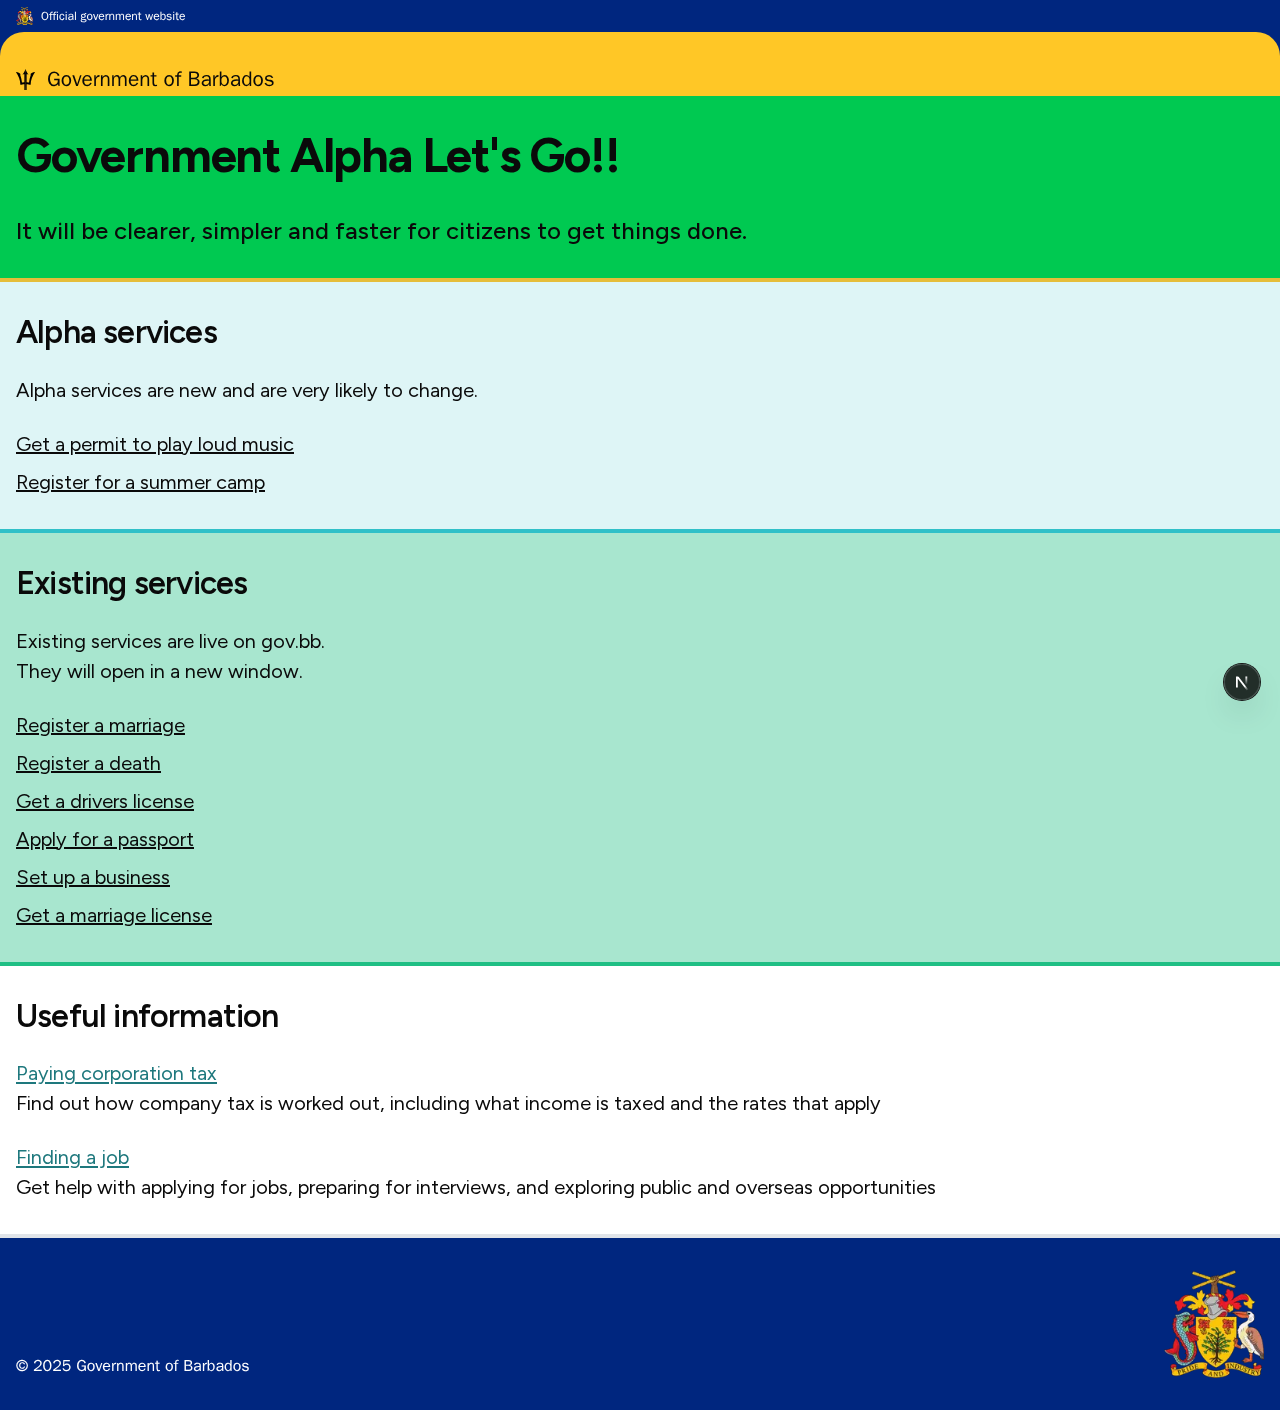 Official government website
Government of Barbados
Government Alpha Let's Go!!
It will be clearer, simpler and faster for citizens to get things done.
Alpha services
Alpha services are new and are very likely to change.
Get a permit to play loud music
Register for a summer camp
Existing services
Existing services are live on gov.bb.
They will open in a new window.
N
Register a marriage
Register a death
Get a drivers license
Apply for a passport
Set up a business
Get a marriage license
Useful information
Paying corporation tax
Find out how company tax is worked out, including what income is taxed and the rates that apply
Finding a job
Get help with applying for jobs, preparing for interviews, and exploring public and overseas opportunities
PRIDE AND INDUSTRY
© 2025 Government of Barbados